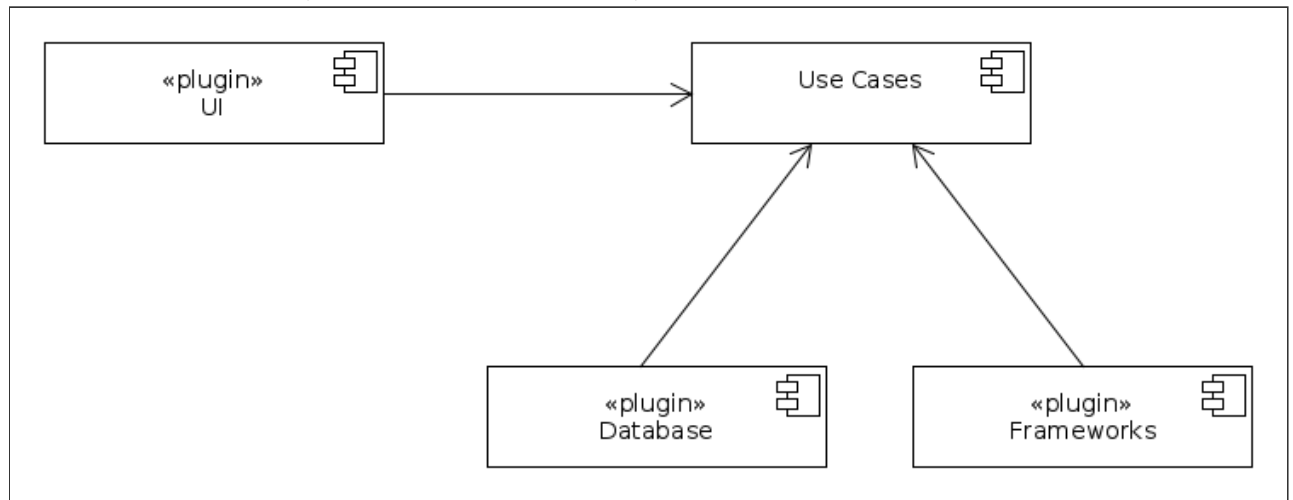 «plugin»
UI
Use Cases
«plugin»
Database
«plugin»
Frameworks